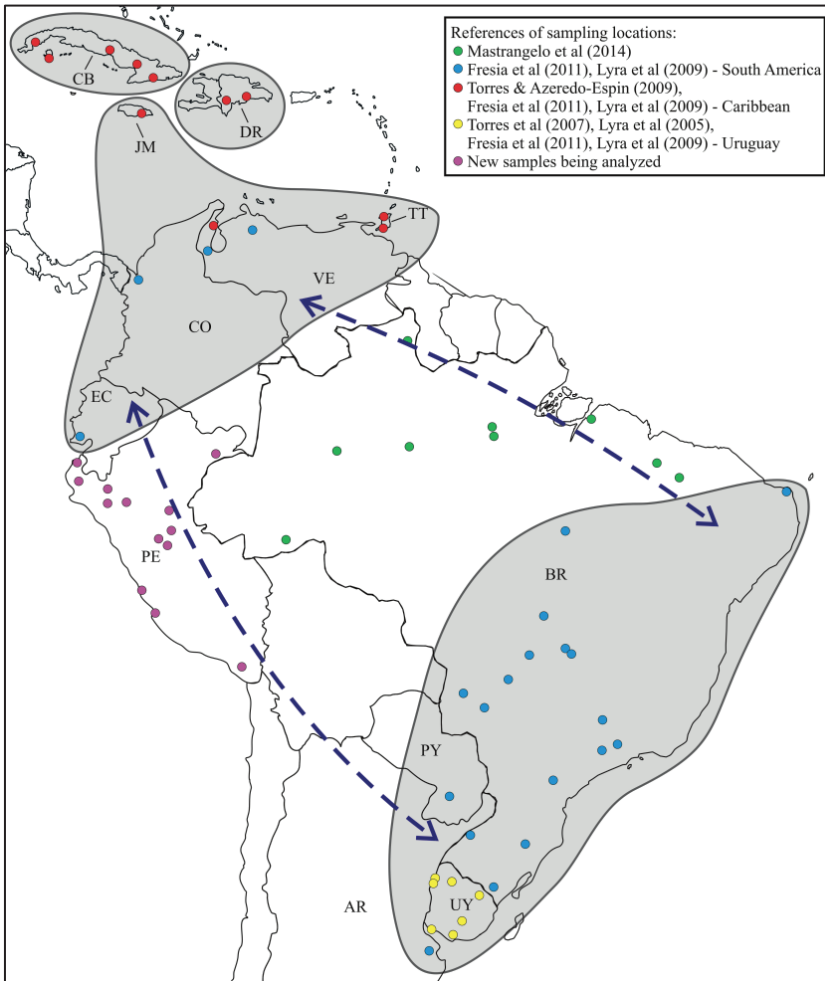 References of sampling locations:
Mastrangelo et al (2014)
Fresia et al (2011), Lyra et al (2009) - South America
Torres & Azeredo-Espin (2009),
Fresia et al (2011), Lyra et al (2009) - Caribbean
Torres et al (2007), Lyra et al (2005),
Fresia et al (2011), Lyra et al (2009) - Uruguay
New samples being analyzed
CB
DR
JM
TT
VE
CO
EC
PE
BR
PY
AR
UY